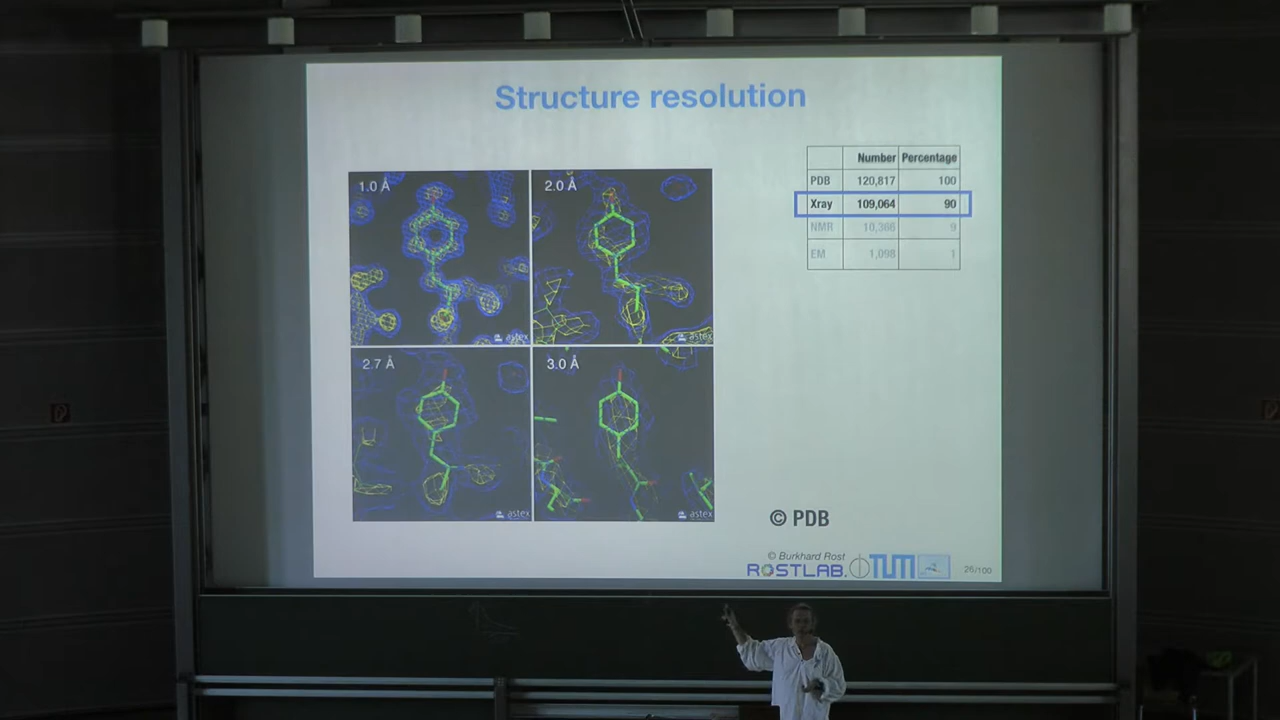 Structure resolution
1.0 Å
2.0 Å
astex
astex
2.7 Å
3.0 Å
astex
astex
Number Percentage
PDB 120,817 100
Xray 109,064 90
NMR 10,366 9
EM 1,098 1
© PDB
© Burkhard Rost
ROSTLAB. TUM
26/100